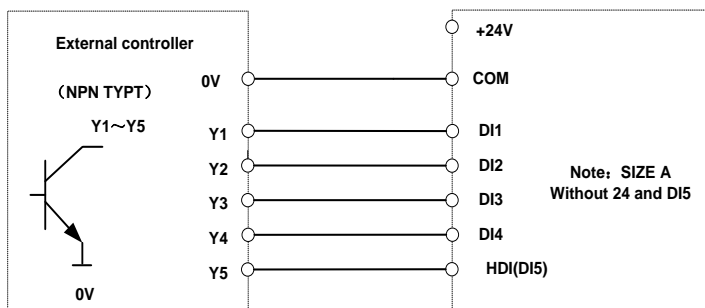 External controller
（NPN TYPT）
Y1～Y5
0V
0V
Y1
Y2
Y3
Y4
Y5
+24V
COM
DI1
DI2
DI3
DI4
HDI(DI5)
Note：SIZE A
Without 24 and DI5